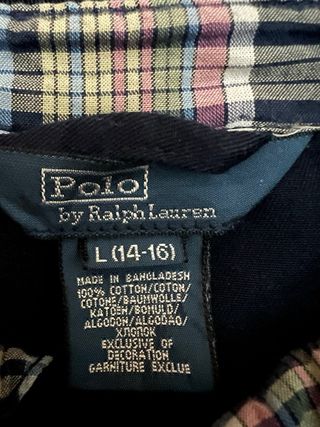 Polo
by Ralph Lauren
L (14-16)
MADE IN BANGLADESH
100% COTTON/COTON/
COTONE/BAUMWOLLE/
KATOEN/BOMULD/
ALGODON/ALGODAO/
ХЛОПОК
EXCLUSIVE OF
DECORATION
GARNITURE EXCLUE